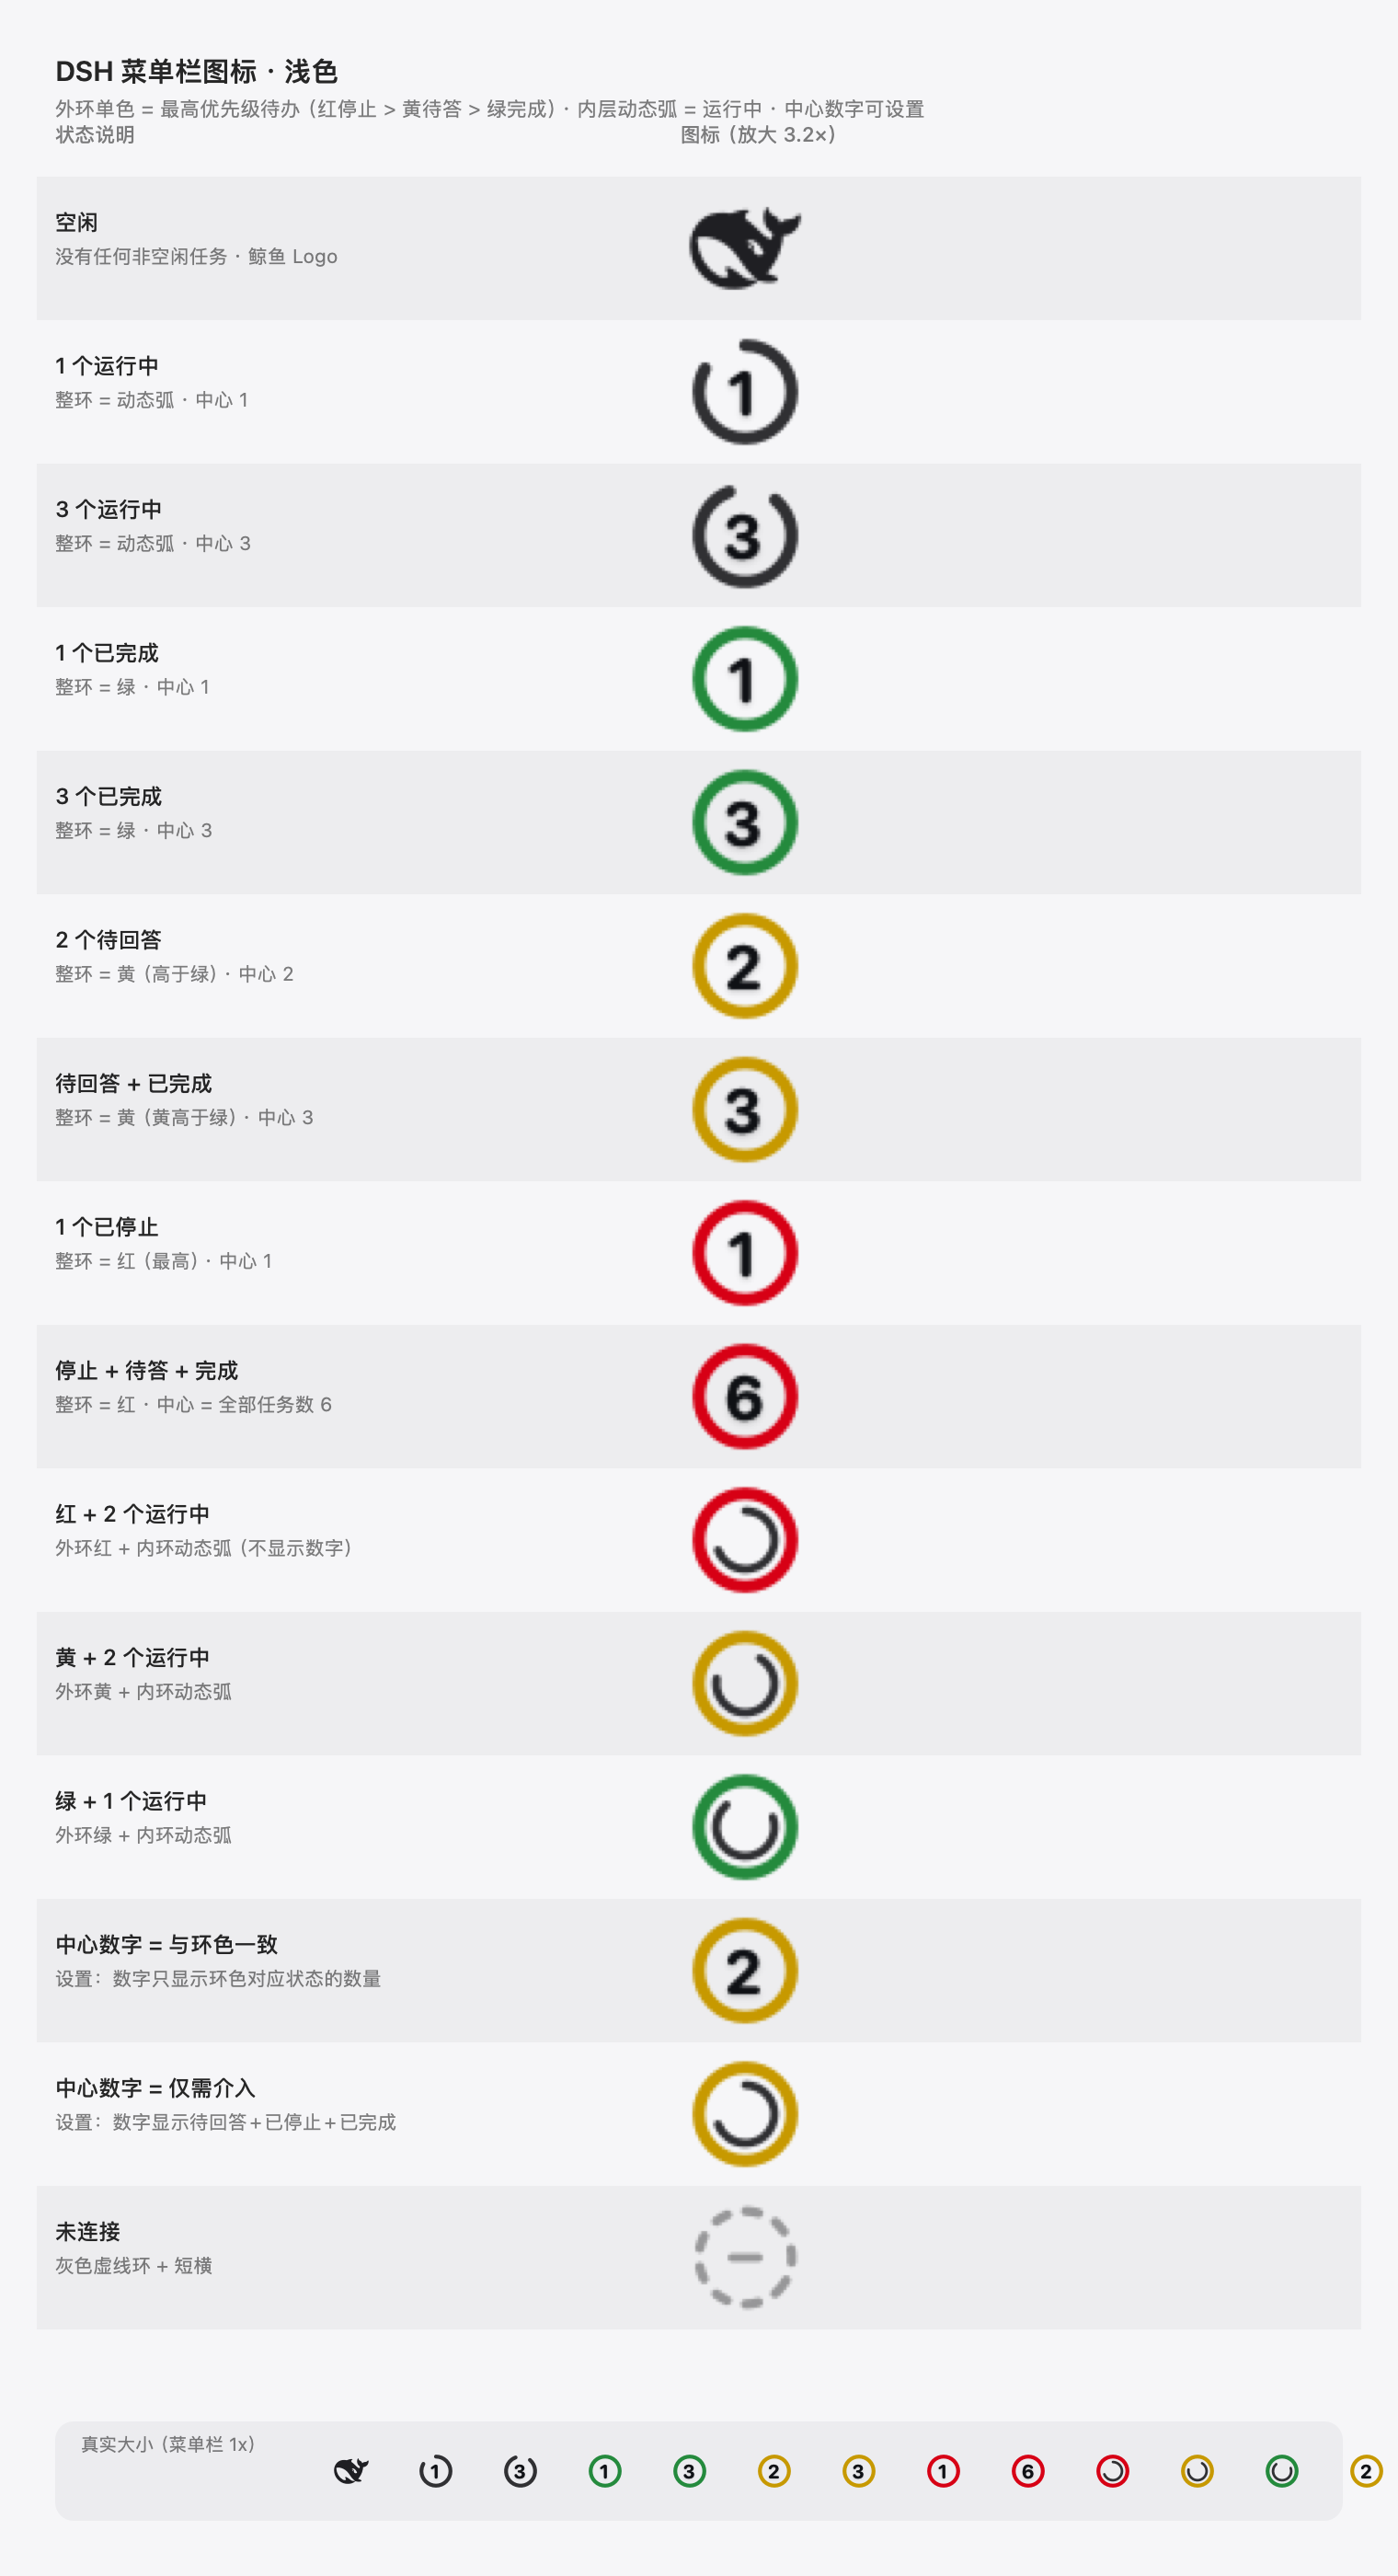 DSH 菜单栏图标 · 浅色
外环单色 = 最高优先级待办（红停止 > 黄待答 > 绿完成）· 内层动态弧 = 运行中 · 中心数字可设置
状态说明
图标（放大 3.2×）
空闲
没有任何非空闲任务 · 鲸鱼 Logo
1 个运行中
整环 = 动态弧 · 中心 1
1
3 个运行中
整环 = 动态弧 · 中心 3
3
1 个已完成
整环 = 绿 · 中心 1
1
3 个已完成
整环 = 绿 · 中心 3
3
2 个待回答
整环 = 黄（高于绿）· 中心 2
2
待回答 + 已完成
整环 = 黄（黄高于绿）· 中心 3
3
1 个已停止
整环 = 红（最高）· 中心 1
1
停止 + 待答 + 完成
整环 = 红 · 中心 = 全部任务数 6
6
红 + 2 个运行中
外环红 + 内环动态弧（不显示数字）
黄 + 2 个运行中
外环黄 + 内环动态弧
绿 + 1 个运行中
外环绿 + 内环动态弧
中心数字 = 与环色一致
设置：数字只显示环色对应状态的数量
2
中心数字 = 仅需介入
设置：数字显示待回答+已停止+已完成
未连接
灰色虚线环 + 短横
真实大小（菜单栏 1x）
1 3 1 3 2 3 1 6 2